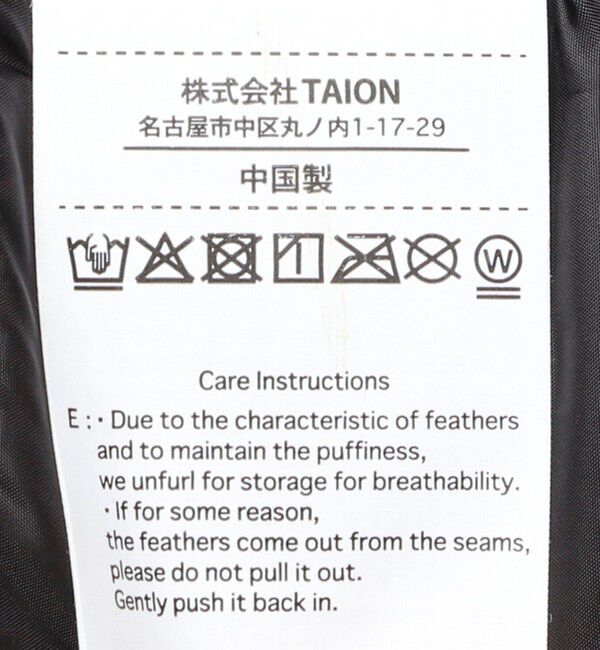 株式会社TAION
名古屋市中区丸ノ内1-17-29
中国製
W
Care Instructions
E:・Due to the characteristic of feathers
and to maintain the puffiness,
we unfurl for storage for breathability.
・If for some reason,
the feathers come out from the seams,
please do not pull it out.
Gently push it back in.